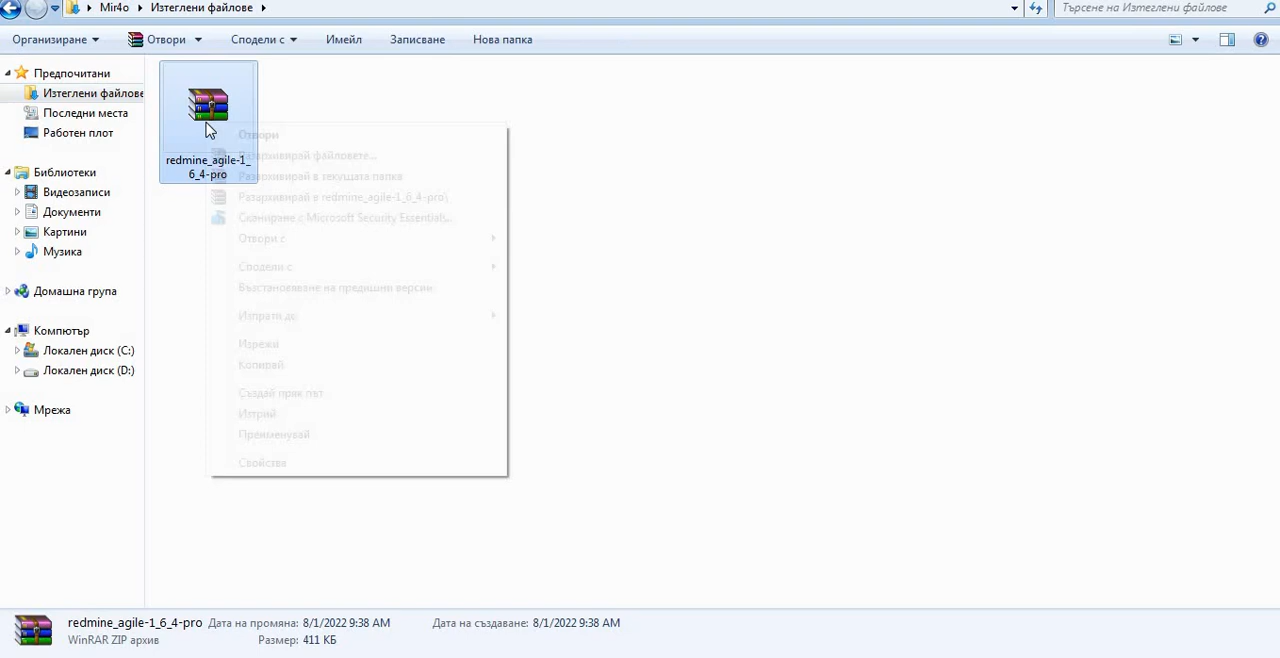 Mir4o ▸ Изтеглени файлове
Търсене на Изтеглени файлове
Организиране Отвори Сподели с Имейл Записване Нова папка
Предпочитани
Изтеглени файлове
Последни места
Работен плот
Библиотеки
Видеозаписи
Документи
Картини
Музика
Домашна група
Компютър
Локален диск (C:)
Локален диск (D:)
Мрежа
redmine_agile-1_
6_4-pro
Отвори
Разархивирай файловете...
Разархивирай в текущата папка
Разархивирай в redmine_agile-1_6_4-pro\
Сканиране с Microsoft Security Essentials...
Отвори с
Сподели с
Възстановяване на предишни версии
Изпрати до
Изрежи
Копирай
Създай пряк път
Изтрий
Преименувай
Свойства
redmine_agile-1_6_4-pro Дата на промяна: 8/1/2022 9:38 AM Дата на създаване: 8/1/2022 9:38 AM
WinRAR ZIP архив Размер: 411 КБ